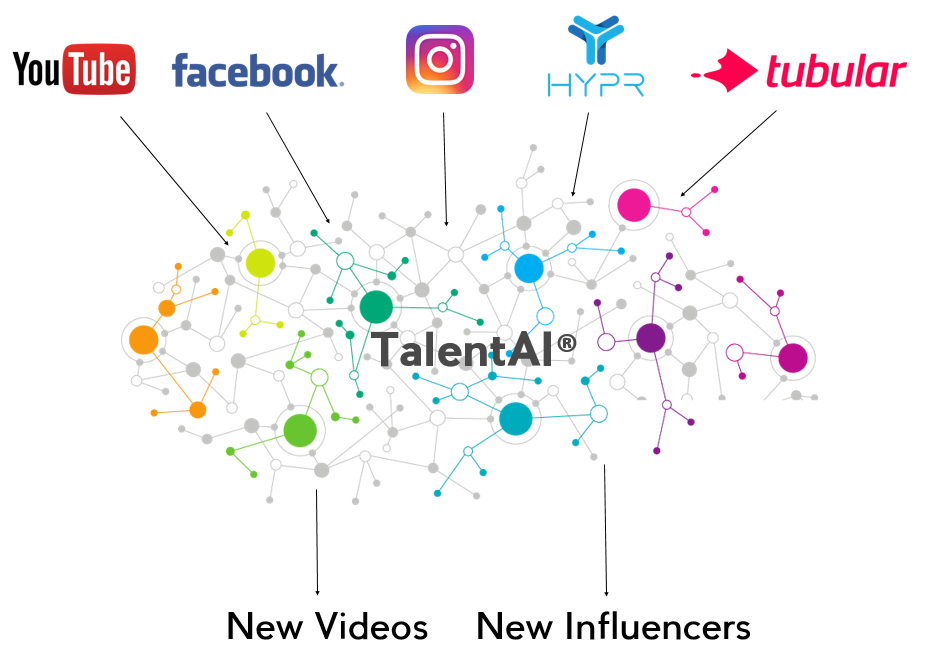 YouTube
facebook.
HYPR
tubular
TalentAI®
New Videos
New Influencers